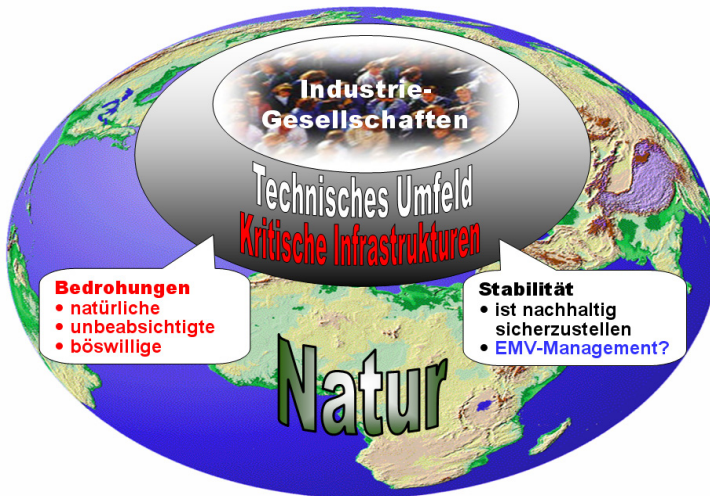 Industrie-
Gesellschaften
Technisches Umfeld
Kritische Infrastrukturen
Bedrohungen
• natürliche
• unbeabsichtigte
• böswillige
Stabilität
• ist nachhaltig
sicherzustellen
• EMV-Management?
Natur